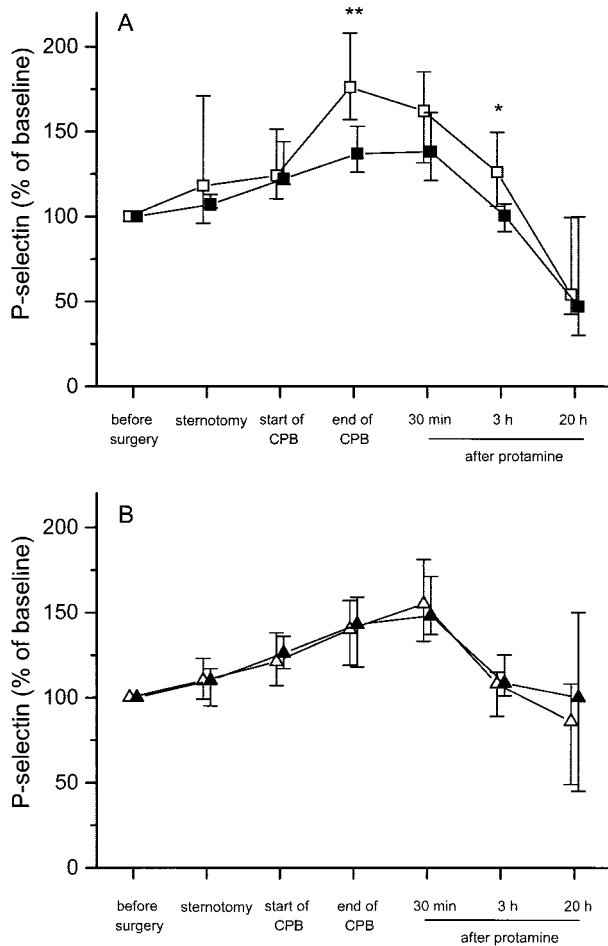 A
**
*
P-selectin (% of baseline)
200
150
100
50
0
before surgery
sternotomy
start of CPB
end of CPB
30 min
3 h
20 h
after protamine
B
P-selectin (% of baseline)
200
150
100
50
0
before surgery
sternotomy
start of CPB
end of CPB
30 min
3 h
20 h
after protamine